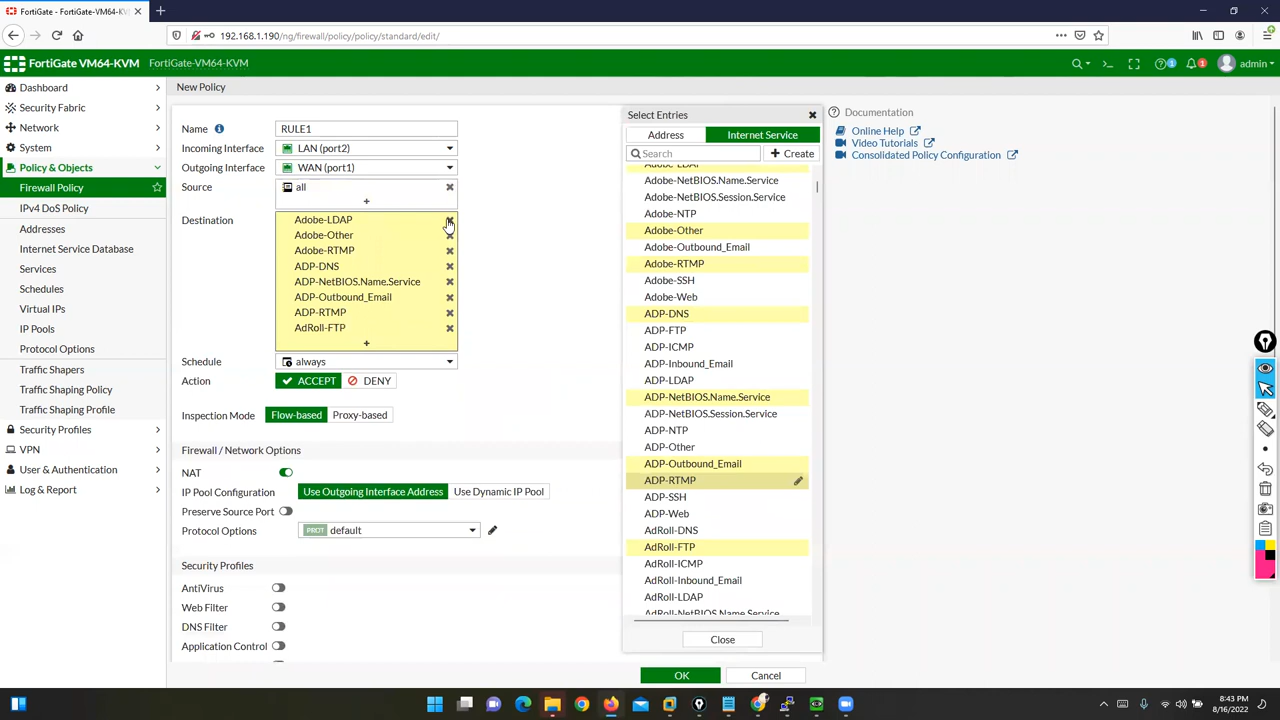 FortiGate - FortiGate-VM64-KV
192.168.1.190/ng/firewall/policy/policy/standard/edit/
FortiGate VM64-KVM
FortiGate-VM64-KVM
1
1
admin
Dashboard
Security Fabric
Network
System
Policy & Objects
Firewall Policy
IPv4 DoS Policy
Addresses
Internet Service Database
Services
Schedules
Virtual IPs
IP Pools
Protocol Options
Traffic Shapers
Traffic Shaping Policy
Traffic Shaping Profile
Security Profiles
VPN
User & Authentication
Log & Report
New Policy
Name
RULE1
Incoming Interface
LAN (port2)
Outgoing Interface
WAN (port1)
Source
all
+
Destination
Adobe-LDAP
Adobe-Other
Adobe-RTMP
ADP-DNS
ADP-NetBIOS.Name.Service
ADP-Outbound_Email
ADP-RTMP
AdRoll-FTP
+
Schedule
always
Action
ACCEPT
DENY
Inspection Mode
Flow-based
Proxy-based
Firewall / Network Options
NAT
IP Pool Configuration
Use Outgoing Interface Address
Use Dynamic IP Pool
Preserve Source Port
Protocol Options
PROT
default
Security Profiles
AntiVirus
Web Filter
DNS Filter
Application Control
OK
Cancel
Select Entries
Address
Internet Service
Search
+ Create
Adobe-LDAP
Adobe-NetBIOS.Name.Service
Adobe-NetBIOS.Session.Service
Adobe-NTP
Adobe-Other
Adobe-Outbound_Email
Adobe-RTMP
Adobe-SSH
Adobe-Web
ADP-DNS
ADP-FTP
ADP-ICMP
ADP-Inbound_Email
ADP-LDAP
ADP-NetBIOS.Name.Service
ADP-NetBIOS.Session.Service
ADP-NTP
ADP-Other
ADP-Outbound_Email
ADP-RTMP
ADP-SSH
ADP-Web
AdRoll-DNS
AdRoll-FTP
AdRoll-ICMP
AdRoll-Inbound_Email
AdRoll-LDAP
AdRoll-NetBIOS.Name.Service
Close
Documentation
Online Help
Video Tutorials
Consolidated Policy Configuration
8:43 PM
8/16/2022